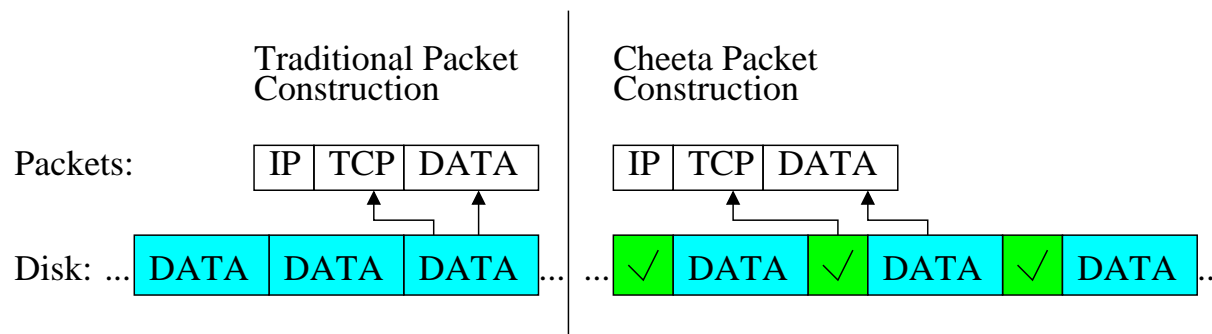 Traditional Packet
Construction
Cheeta Packet
Construction
Packets: IP TCP DATA IP TCP DATA
Disk: ... DATA DATA DATA ... ... ✓ DATA ✓ DATA ✓ DATA ..